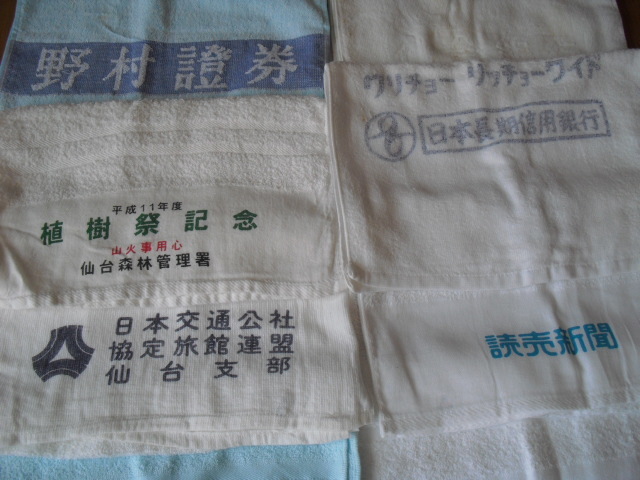 野村證券
ワリチョー リッチョーワイド
日本長期信用銀行
平成11年度
植樹祭記念
山火事用心
仙台森林管理署
日本交通公社
協定旅館連盟
仙台支部
読売新聞